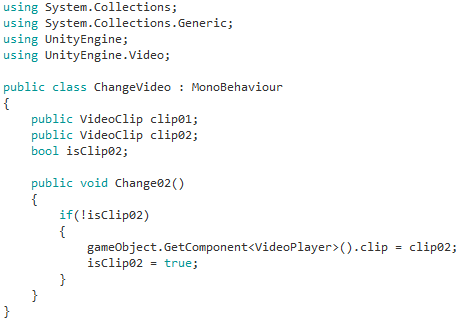 using System.Collections;
using System.Collections.Generic;
using UnityEngine;
using UnityEngine.Video;

public class ChangeVideo : MonoBehaviour
{
    public VideoClip clip01;
    public VideoClip clip02;
    bool isClip02;

    public void Change02()
    {
        if(!isClip02)
        {
            gameObject.GetComponent<VideoPlayer>().clip = clip02;
            isClip02 = true;
        }
    }
}